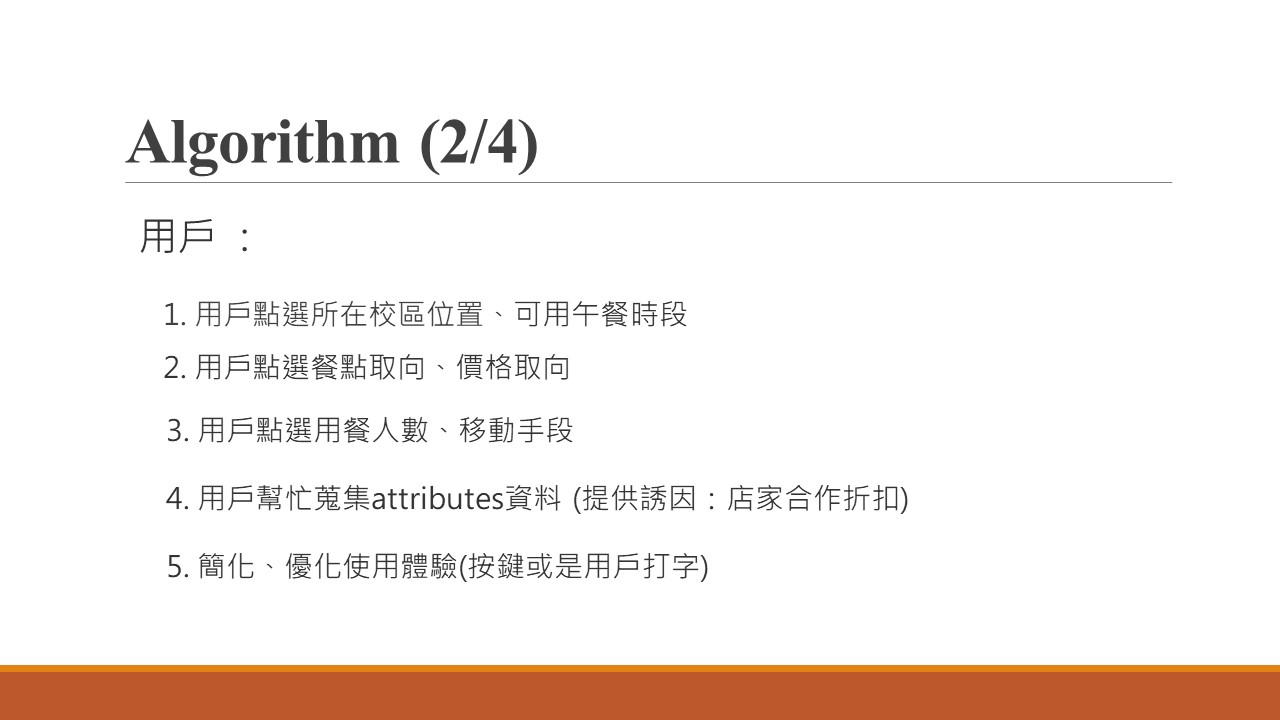 Algorithm (2/4)
用戶 ：
1. 用戶點選所在校區位置、可用午餐時段
2. 用戶點選餐點取向、價格取向
3. 用戶點選用餐人數、移動手段
4. 用戶幫忙蒐集attributes資料 (提供誘因：店家合作折扣)
5. 簡化、優化使用體驗(按鍵或是用戶打字)